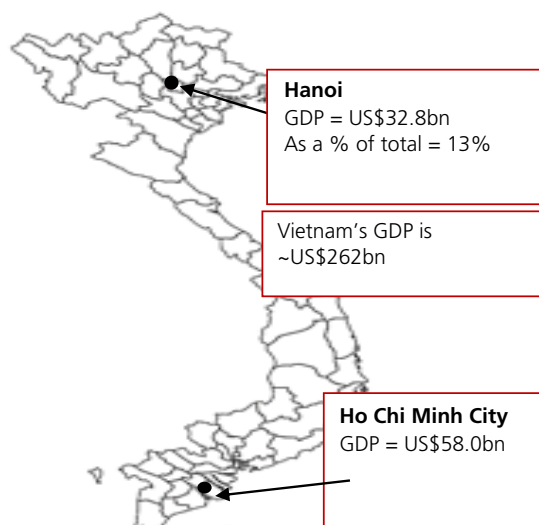 Hanoi
GDP = US$32.8bn
As a % of total = 13%
Vietnam's GDP is
~US$262bn
Ho Chi Minh City
GDP = US$58.0bn